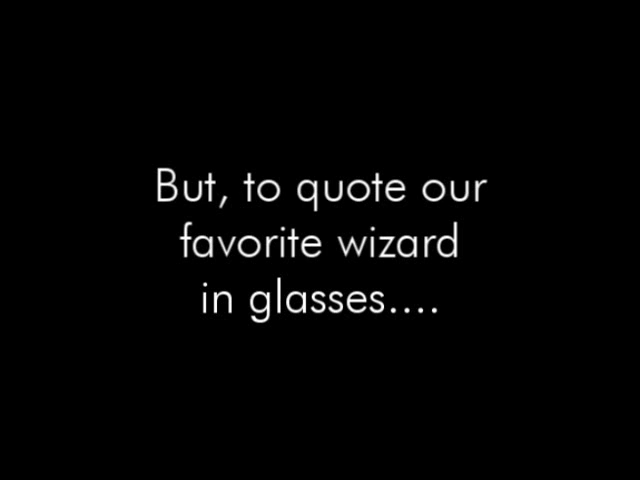 But, to quote our
favorite wizard
in glasses....